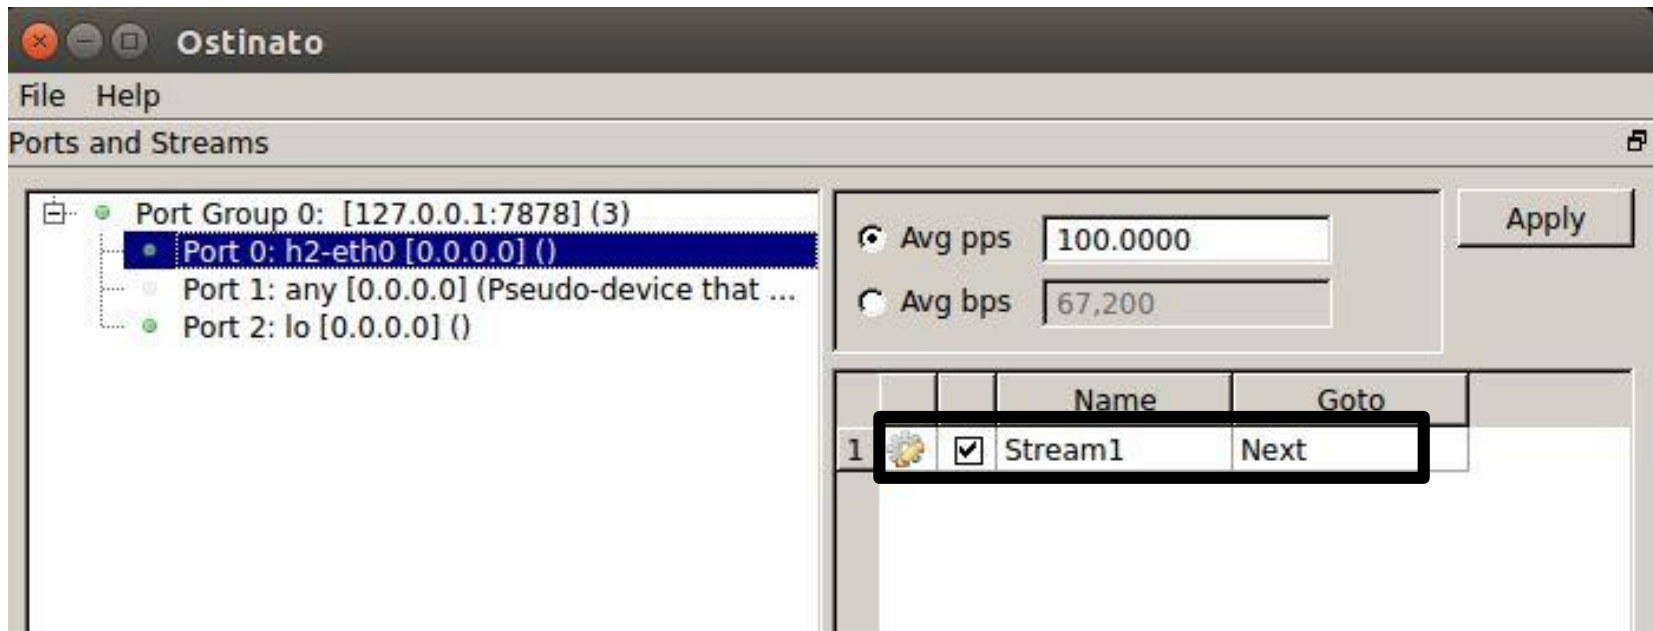 Ostinato
File Help
Ports and Streams
Port Group 0: [127.0.0.1:7878] (3)
Port 0: h2-eth0 [0.0.0.0] ()
Port 1: any [0.0.0.0] (Pseudo-device that ...
Port 2: lo [0.0.0.0] ()
Avg pps 100.0000
Avg bps 67,200
Apply
Name Goto
1 Stream1 Next